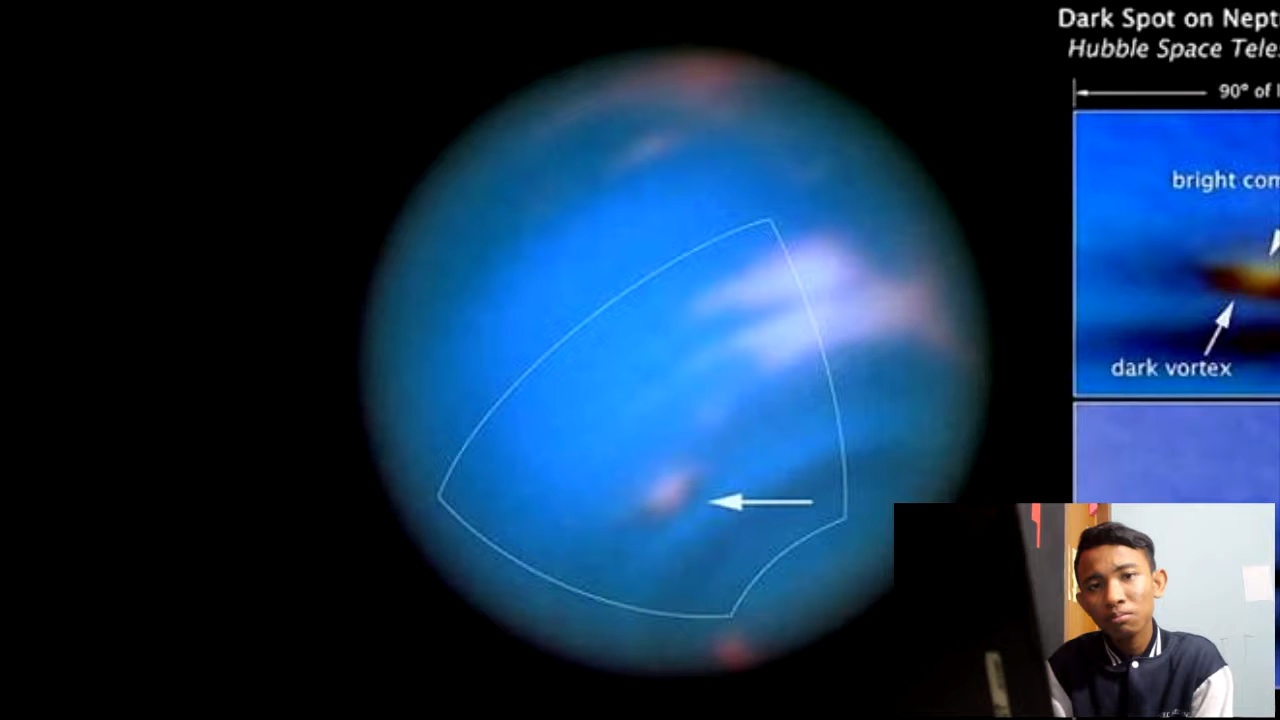 Dark Spot on Nept
Hubble Space Tele
90° of
bright com
dark vortex